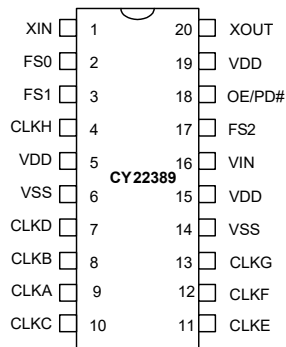 XIN 1 20 XOUT
FS0 2 19 VDD
FS1 3 18 OE/PD#
CLKH 4 17 FS2
VDD 5 16 VIN
CY22389
VSS 6 15 VDD
CLKD 7 14 VSS
CLKB 8 13 CLKG
CLKA 9 12 CLKF
CLKC 10 11 CLKE